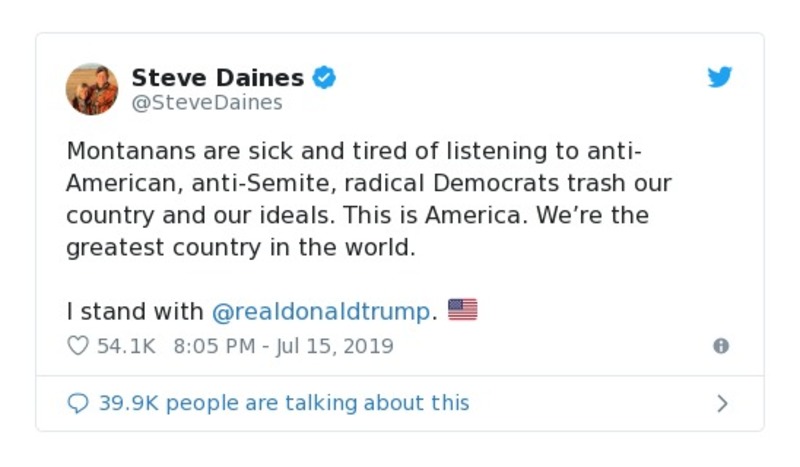 Steve Daines
@SteveDaines
Montanans are sick and tired of listening to anti-
American, anti-Semite, radical Democrats trash our
country and our ideals. This is America. We’re the
greatest country in the world.
I stand with @realdonaldtrump. 🇺🇸
54.1K 8:05 PM - Jul 15, 2019
39.9K people are talking about this